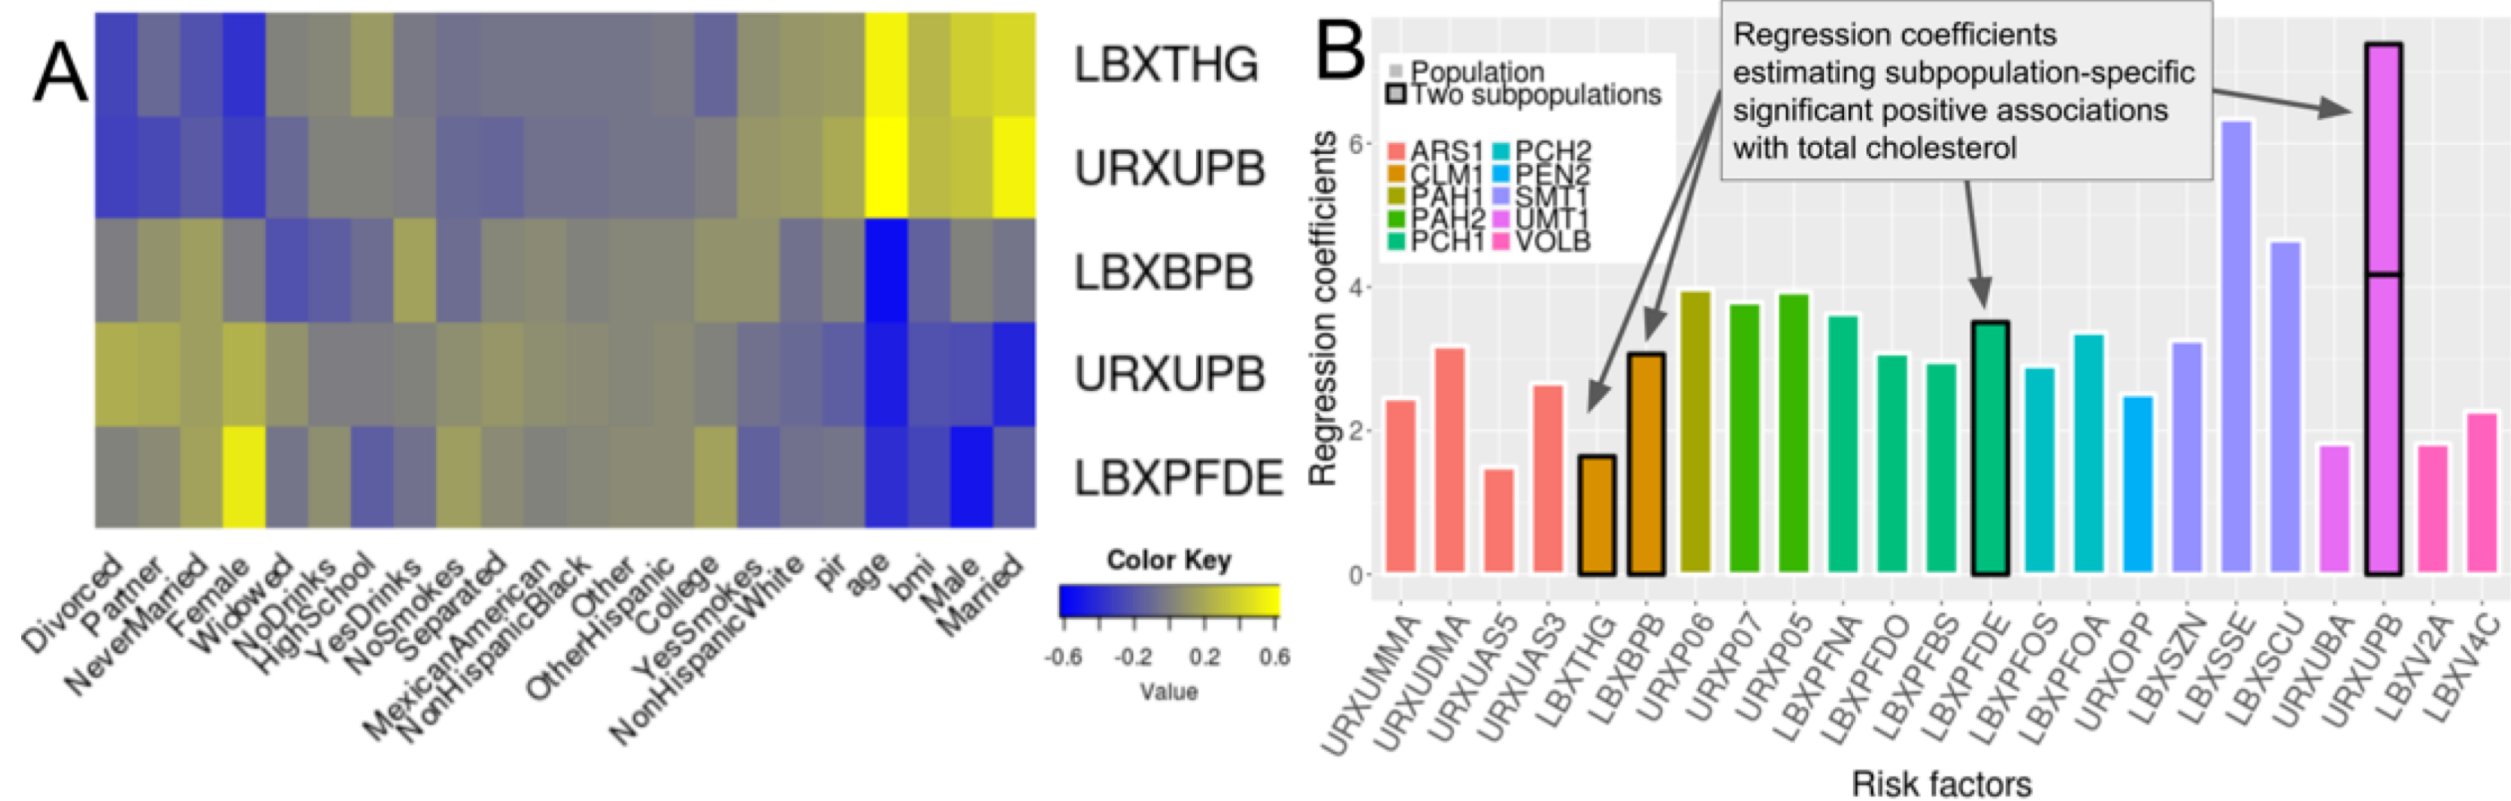 A
LBXTHG
URXUPB
LBXBPB
URXUPB
LBXPFDE
Divorced
Partner
NeverMarried
Female
Widowed
NoDrinks
HighSchool
YesDrinks
NoSmokes
Separated
MexicanAmerican
NonHispanicBlack
Other
OtherHispanic
College
YesSmokes
NonHispanicWhite
pir
age
bmi
Male
Married
Color Key
-0.6 -0.2 0.2 0.6
Value
B
Regression coefficients
estimating subpopulation-specific
significant positive associations
with total cholesterol
Population
Two subpopulations
ARS1 PCH2
CLM1 PEN2
PAH1 SMT1
PAH2 UMT1
PCH1 VOLB
Regression coefficients
6
4
2
0
URXUMMA
URXUDMA
URXUAS5
URXUAS3
LBXTHG
LBXBPB
URXP06
URXP07
URXP05
LBXPFNA
LBXPFDO
LBXPFBS
LBXPFDE
LBXPFOS
LBXPFOA
URXOPP
LBXSZN
LBXSSE
LBXSCU
URXUBA
URXUPB
LBXV2A
LBXV4C
Risk factors